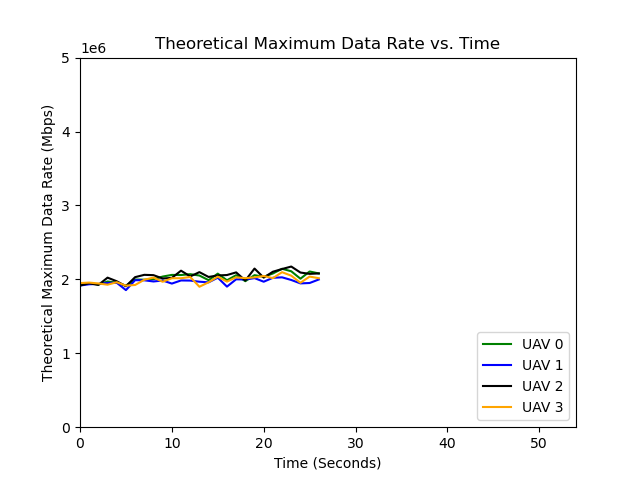 Theoretical Maximum Data Rate vs. Time
1e6
5
4
3
2
1
0
Theoretical Maximum Data Rate (Mbps)
0 10 20 30 40 50
Time (Seconds)
UAV 0
UAV 1
UAV 2
UAV 3